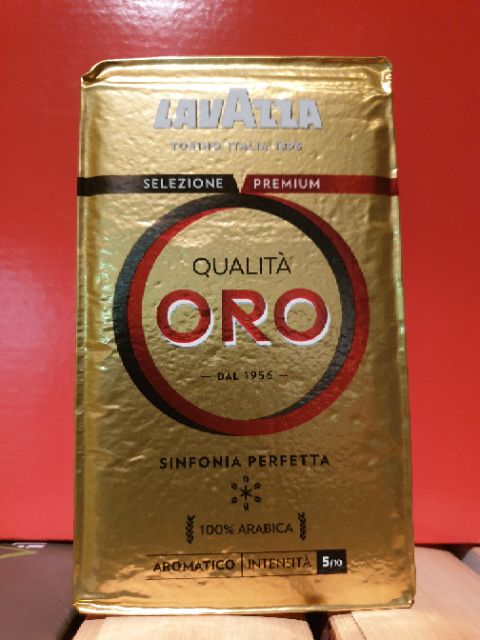 LAVAZZA
TORINO ITALIA 1895
SELEZIONE PREMIUM
QUALITÀ
ORO
DAL 1956
SINFONIA PERFETTA
100% ARABICA
AROMATICO INTENSITÀ 5/10